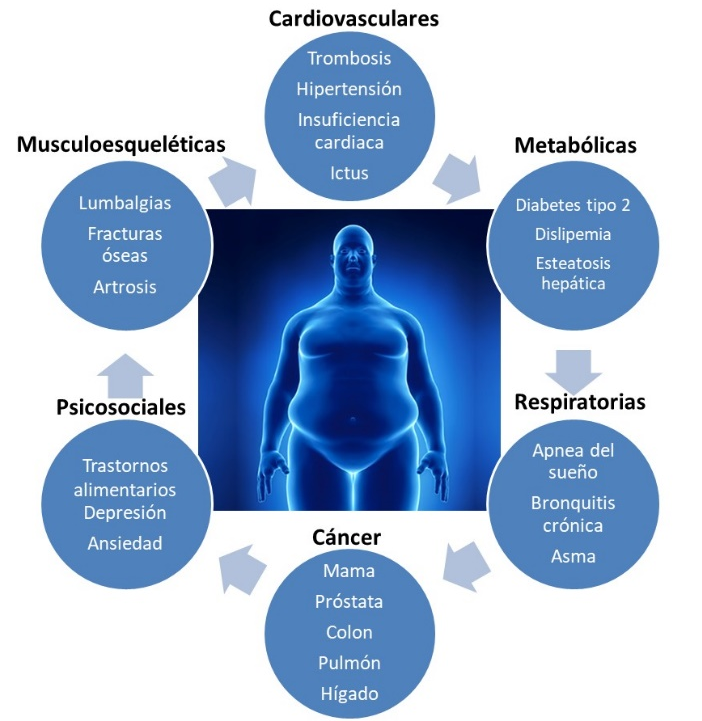 Cardiovasculares
Trombosis
Hipertensión
Insuficiencia
cardiaca
Ictus
Metabólicas
Diabetes tipo 2
Dislipemia
Esteatosis
hepática
Respiratorias
Apnea del
sueño
Bronquitis
crónica
Asma
Cáncer
Mama
Próstata
Colon
Pulmón
Hígado
Psicosociales
Trastornos
alimentarios
Depresión
Ansiedad
Musculoesqueléticas
Lumbalgias
Fracturas
óseas
Artrosis